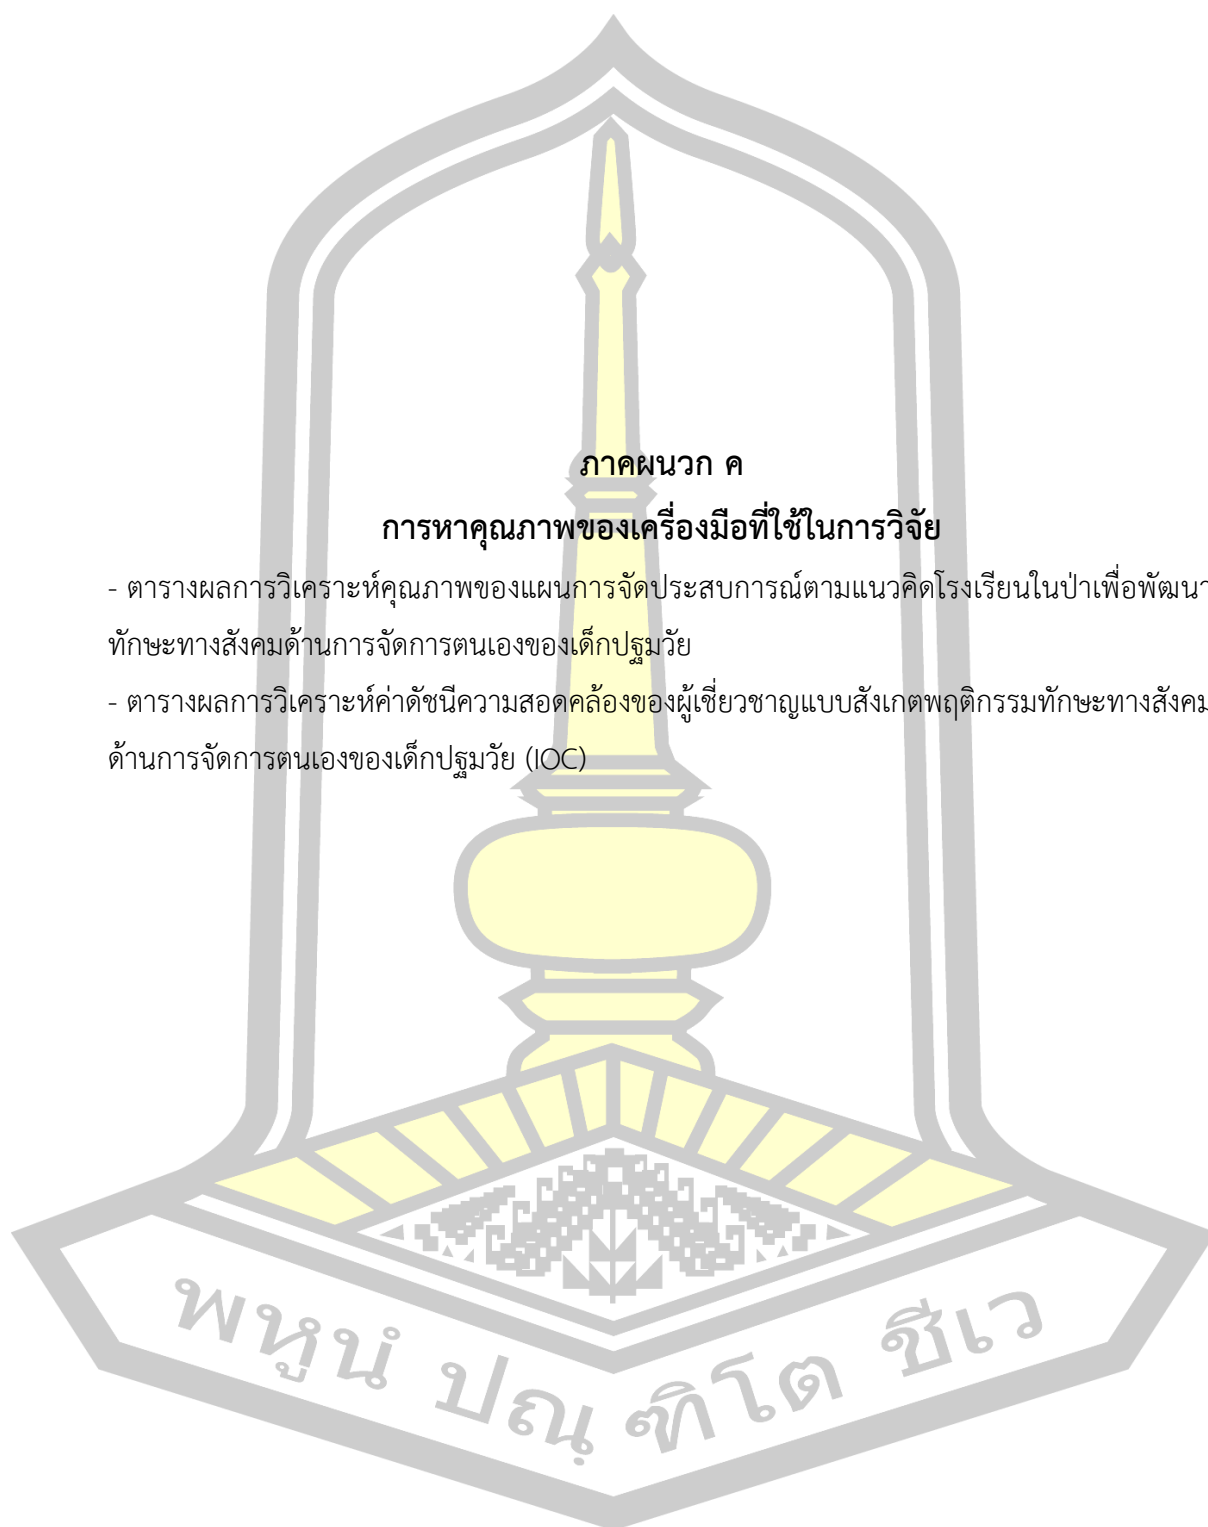 ภาคผนวก ค
การหาคุณภาพของเครื่องมือที่ใช้ในการวิจัย
- ตารางผลการวิเคราะห์คุณภาพของแผนการจัดประสบการณ์ตามแนวคิดโรงเรียนในป่าเพื่อพัฒนา
ทักษะทางสังคมด้านการจัดการตนเองของเด็กปฐมวัย
- ตารางผลการวิเคราะห์ค่าดัชนีความสอดคล้องของผู้เชี่ยวชาญแบบสังเกตพฤติกรรมทักษะทางสังคม
ด้านการจัดการตนเองของเด็กปฐมวัย (IOC)
พหูนํ ปณฺฑิโต ชีเว